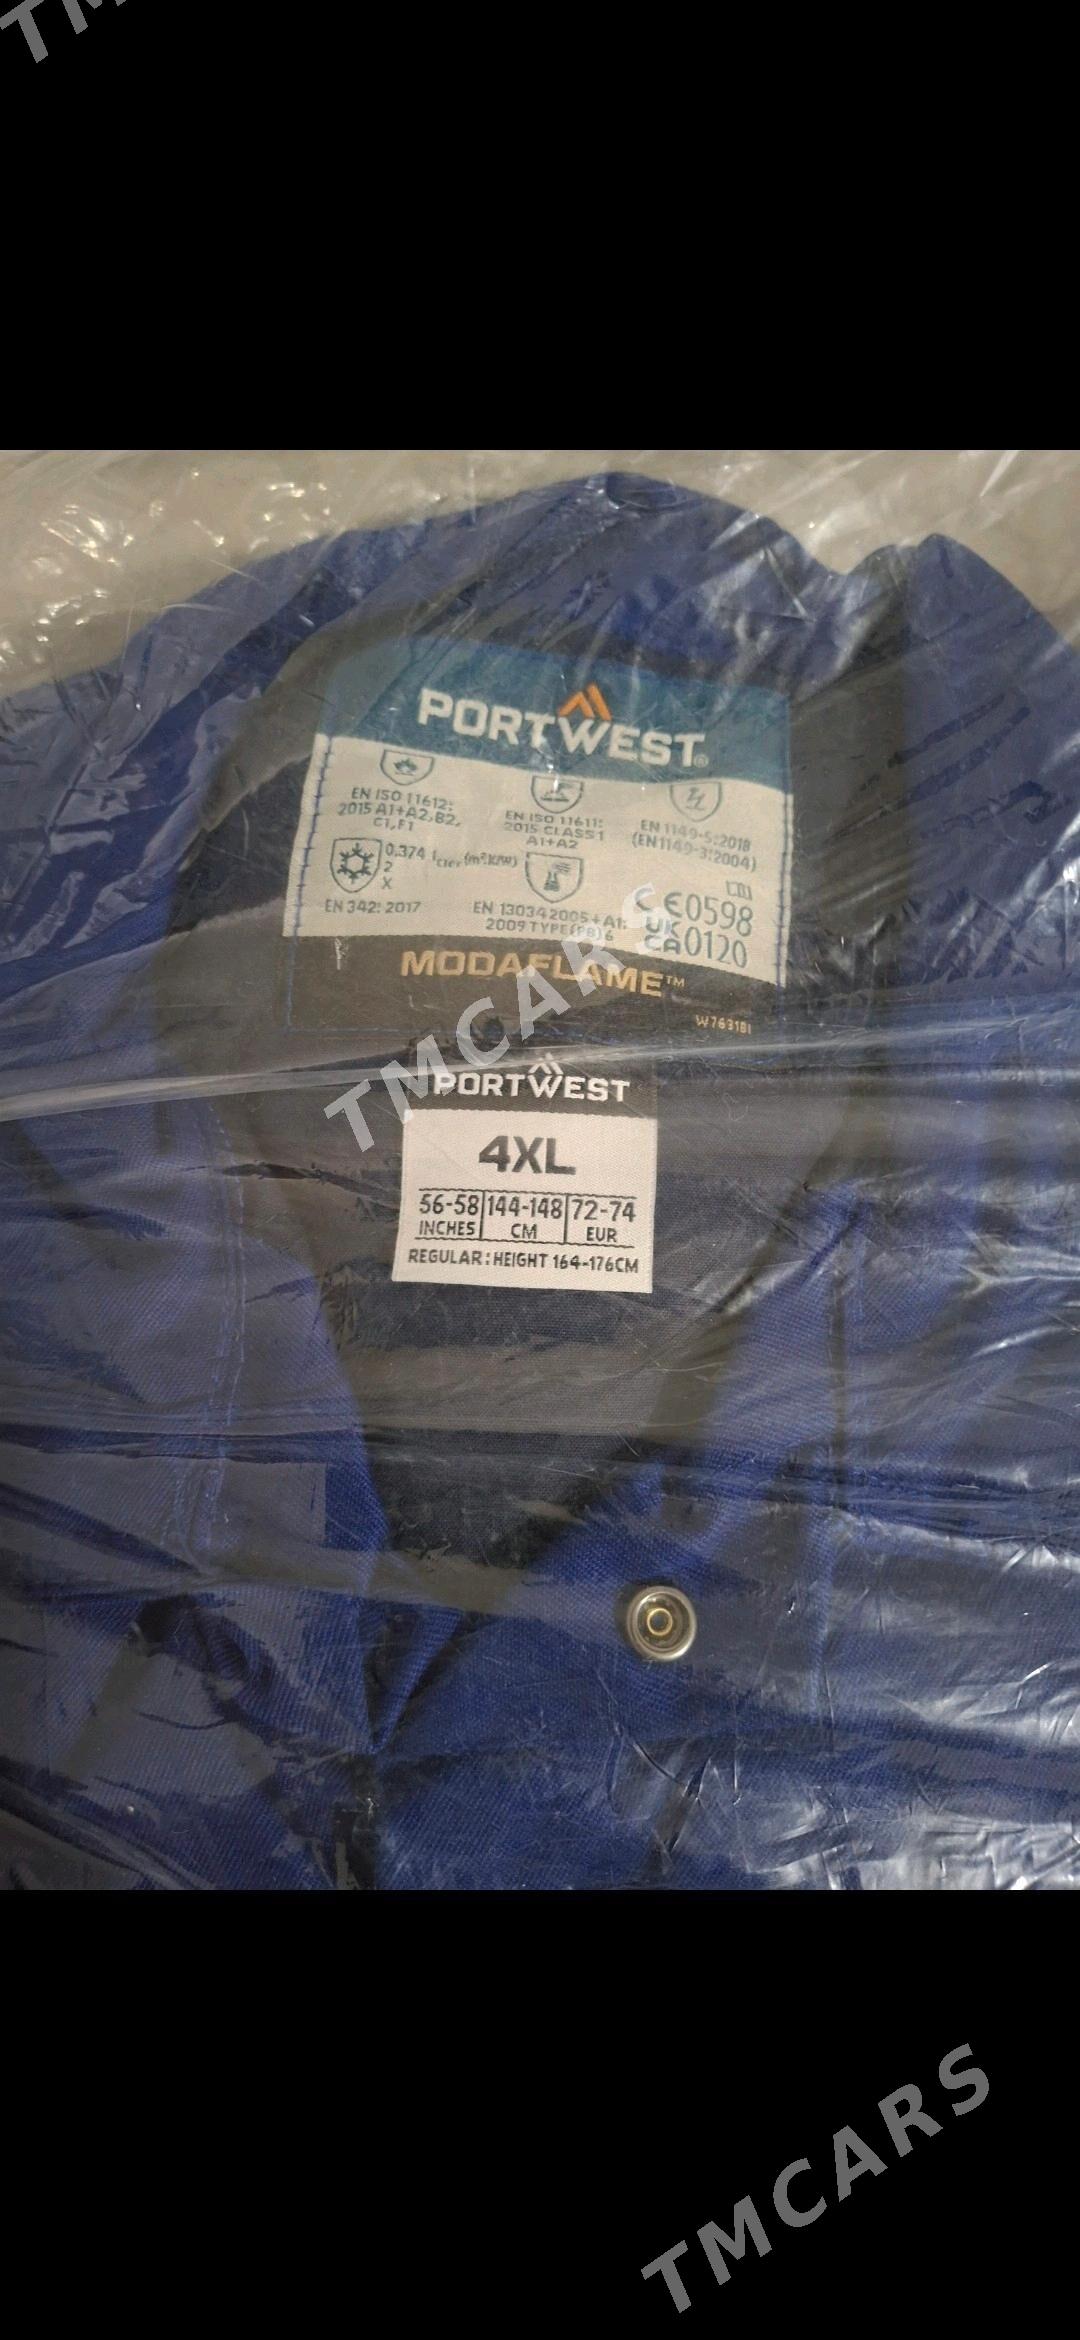 PORTWEST®
EN ISO 11612:
2015 A1+A2,B2,
C1,F1
EN ISO 11611:
2015 CLASS 1
A1+A2
EN 1149-5:2018
(EN1149-3:2004)
0.374 Icler(m²K/W)
2
X
EN 342: 2017
EN 130342005+A1:
2009 TYPE(PB)6
CE0598
UK
CA0120
MODAFLAME™
W76318I
PORTWEST
4XL
56-58 144-148 72-74
INCHES CM EUR
REGULAR: HEIGHT 164-176CM
TMCARS
TMCARS